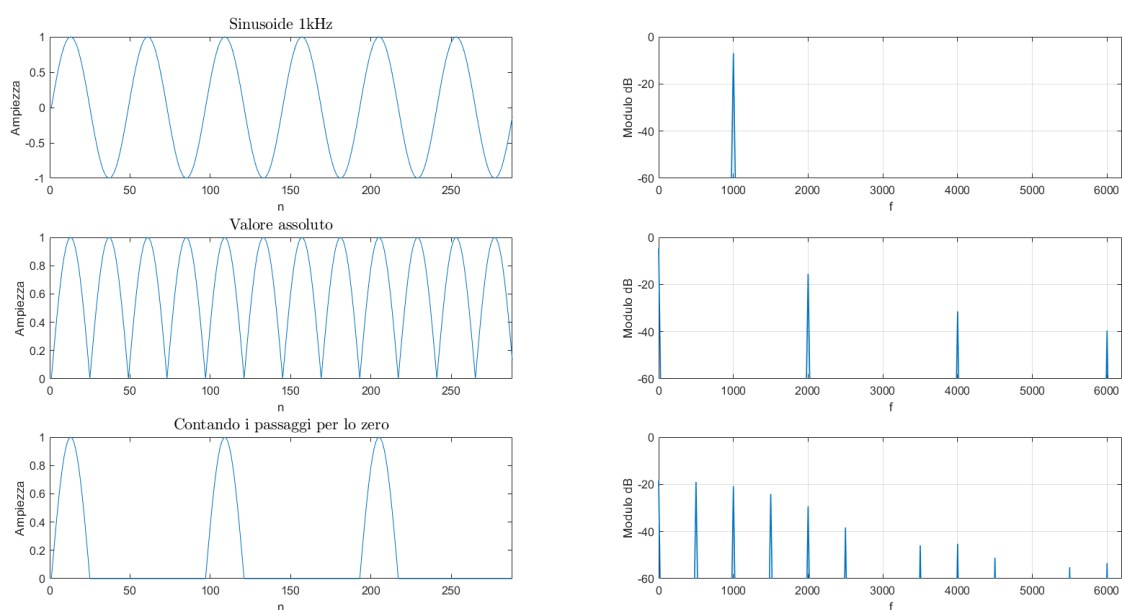 Sinusoide 1kHz
Ampiezza
1
0.5
0
-0.5
-1
0 50 100 150 200 250
n
Modulo dB
0
-20
-40
-60
0 1000 2000 3000 4000 5000 6000
f
Valore assoluto
Ampiezza
1
0.8
0.6
0.4
0.2
0
0 50 100 150 200 250
n
Modulo dB
0
-20
-40
-60
0 1000 2000 3000 4000 5000 6000
f
Contando i passaggi per lo zero
Ampiezza
1
0.8
0.6
0.4
0.2
0
0 50 100 150 200 250
n
Modulo dB
0
-20
-40
-60
0 1000 2000 3000 4000 5000 6000
f